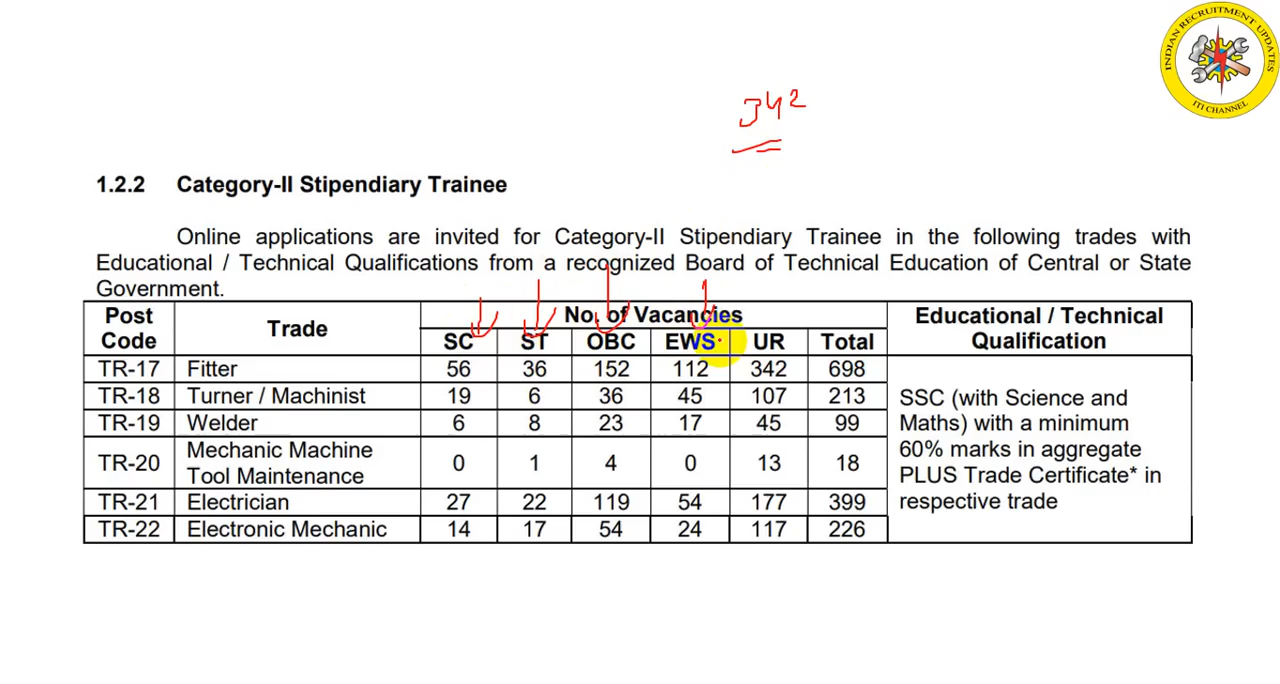 INDIAN RECRUITMENT UPDATES
ITI CHANNEL
342
1.2.2 Category-II Stipendiary Trainee
Online applications are invited for Category-II Stipendiary Trainee in the following trades with
Educational / Technical Qualifications from a recognized Board of Technical Education of Central or State
Government.
Post Code Trade No. of Vacancies Educational / Technical Qualification
SC ST OBC EWS UR Total
TR-17 Fitter 56 36 152 112 342 698
TR-18 Turner / Machinist 19 6 36 45 107 213
TR-19 Welder 6 8 23 17 45 99
TR-20 Mechanic Machine Tool Maintenance 0 1 4 0 13 18
TR-21 Electrician 27 22 119 54 177 399
TR-22 Electronic Mechanic 14 17 54 24 117 226
SSC (with Science and
Maths) with a minimum
60% marks in aggregate
PLUS Trade Certificate* in
respective trade